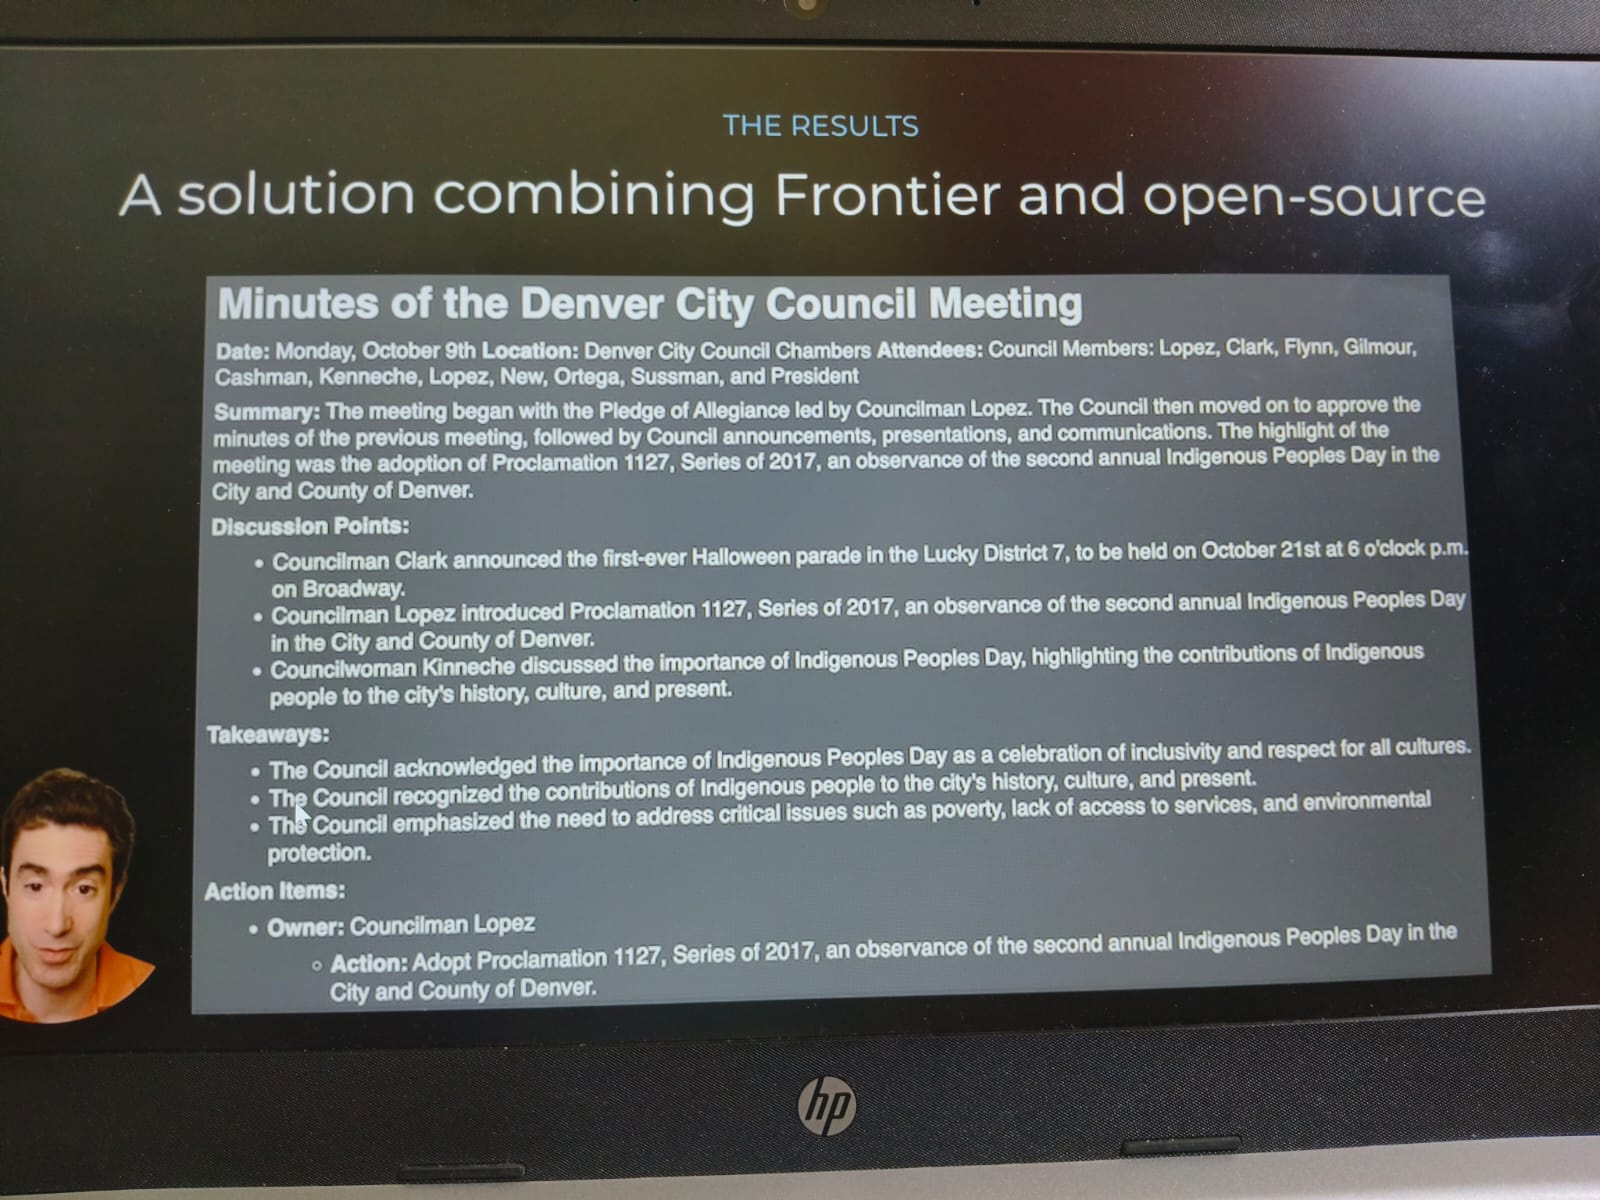 THE RESULTS
A solution combining Frontier and open-source
Minutes of the Denver City Council Meeting
Date: Monday, October 9th Location: Denver City Council Chambers Attendees: Council Members: Lopez, Clark, Flynn, Gilmour,
Cashman, Kenneche, Lopez, New, Ortega, Sussman, and President
Summary: The meeting began with the Pledge of Allegiance led by Councilman Lopez. The Council then moved on to approve the
minutes of the previous meeting, followed by Council announcements, presentations, and communications. The highlight of the
meeting was the adoption of Proclamation 1127, Series of 2017, an observance of the second annual Indigenous Peoples Day in the
City and County of Denver.
Discussion Points:
• Councilman Clark announced the first-ever Halloween parade in the Lucky District 7, to be held on October 21st at 6 o'clock p.m.
on Broadway.
• Councilman Lopez introduced Proclamation 1127, Series of 2017, an observance of the second annual Indigenous Peoples Day
in the City and County of Denver.
• Councilwoman Kinneche discussed the importance of Indigenous Peoples Day, highlighting the contributions of Indigenous
people to the city's history, culture, and present.
Takeaways:
• The Council acknowledged the importance of Indigenous Peoples Day as a celebration of inclusivity and respect for all cultures.
• The Council recognized the contributions of Indigenous people to the city's history, culture, and present.
• The Council emphasized the need to address critical issues such as poverty, lack of access to services, and environmental
protection.
Action Items:
• Owner: Councilman Lopez
◦ Action: Adopt Proclamation 1127, Series of 2017, an observance of the second annual Indigenous Peoples Day in the
City and County of Denver.
hp